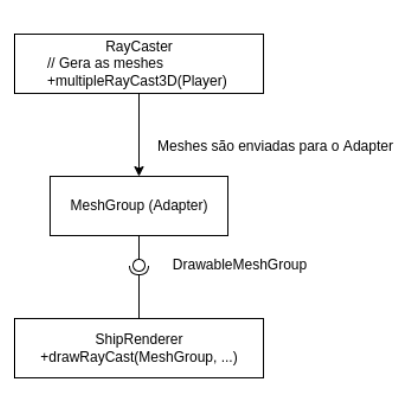 RayCaster
// Gera as meshes
+multipleRayCast3D(Player)
Meshes são enviadas para o Adapter
MeshGroup (Adapter)
DrawableMeshGroup
ShipRenderer
+drawRayCast(MeshGroup, ...)